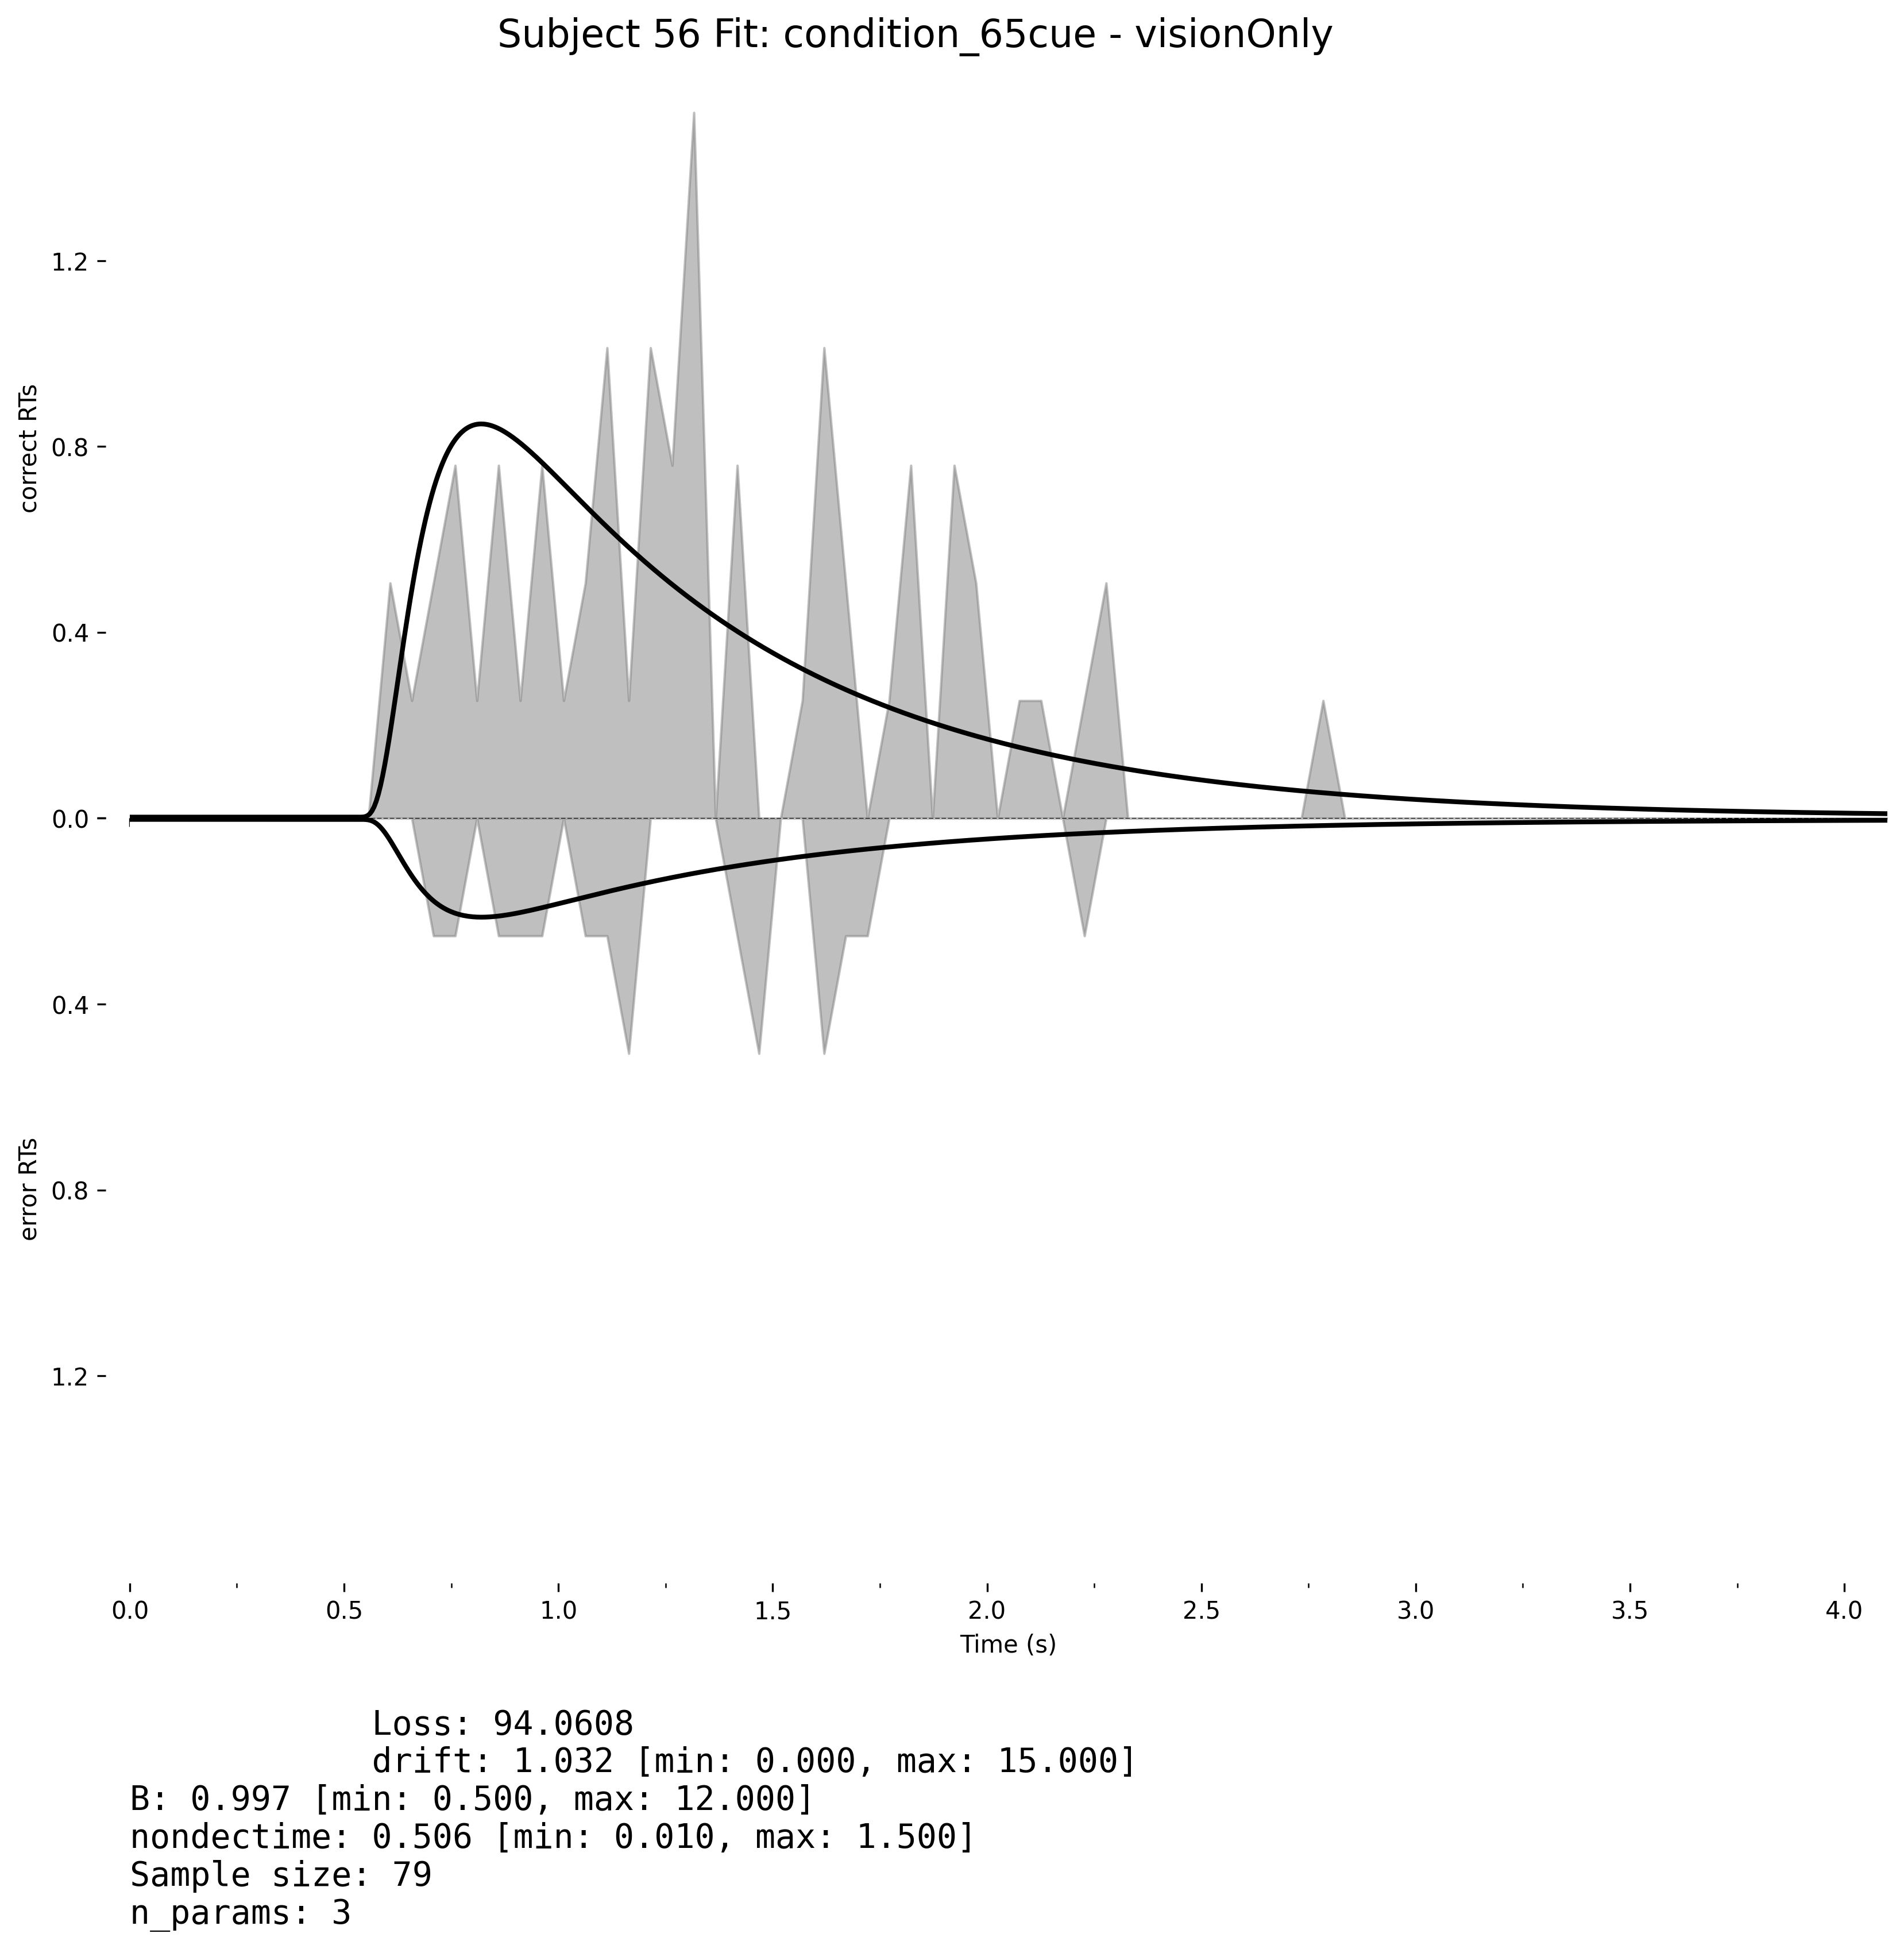 Subject 56 Fit: condition_65cue - visionOnly
correct RTs
1.2
0.8
0.4
0.0
0.4
0.8
1.2
error RTs
0.0 0.5 1.0 1.5 2.0 2.5 3.0 3.5 4.0
Time (s)
Loss: 94.0608
drift: 1.032 [min: 0.000, max: 15.000]
B: 0.997 [min: 0.500, max: 12.000]
nondectime: 0.506 [min: 0.010, max: 1.500]
Sample size: 79
n_params: 3